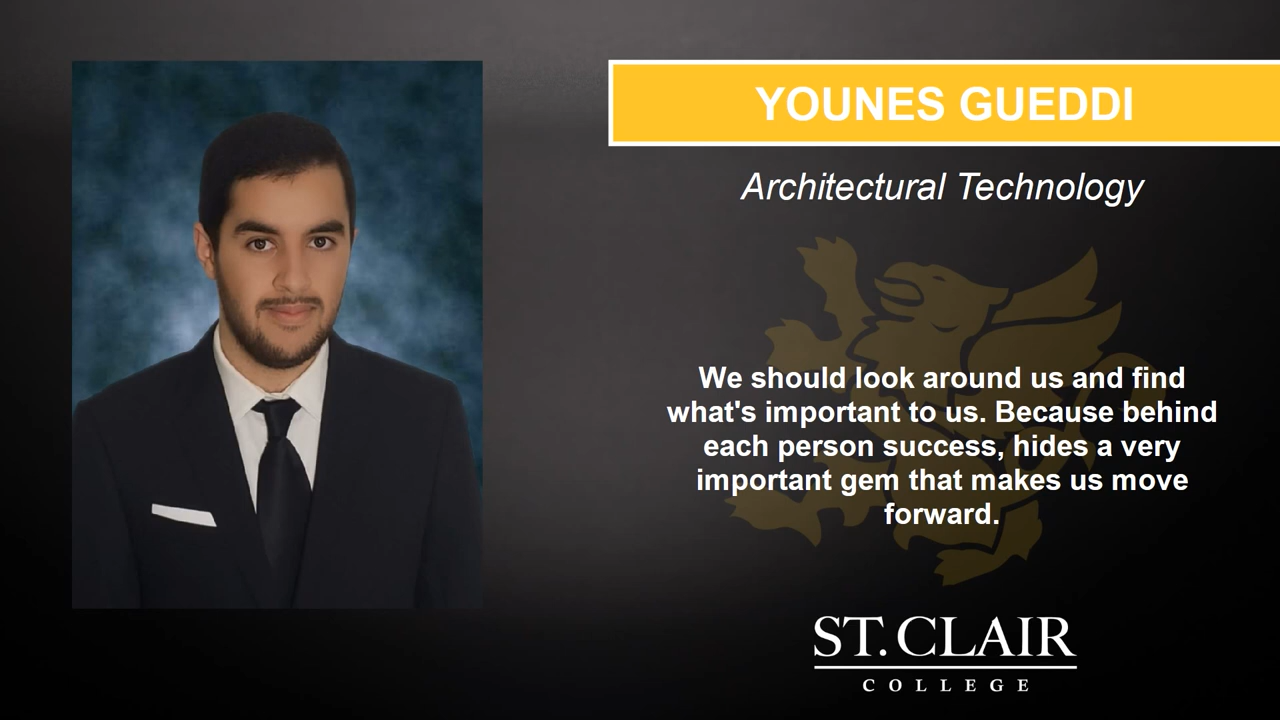 YOUNES GUEDDI
Architectural Technology
We should look around us and find
what's important to us. Because behind
each person success, hides a very
important gem that makes us move
forward.
ST. CLAIR
COLLEGE